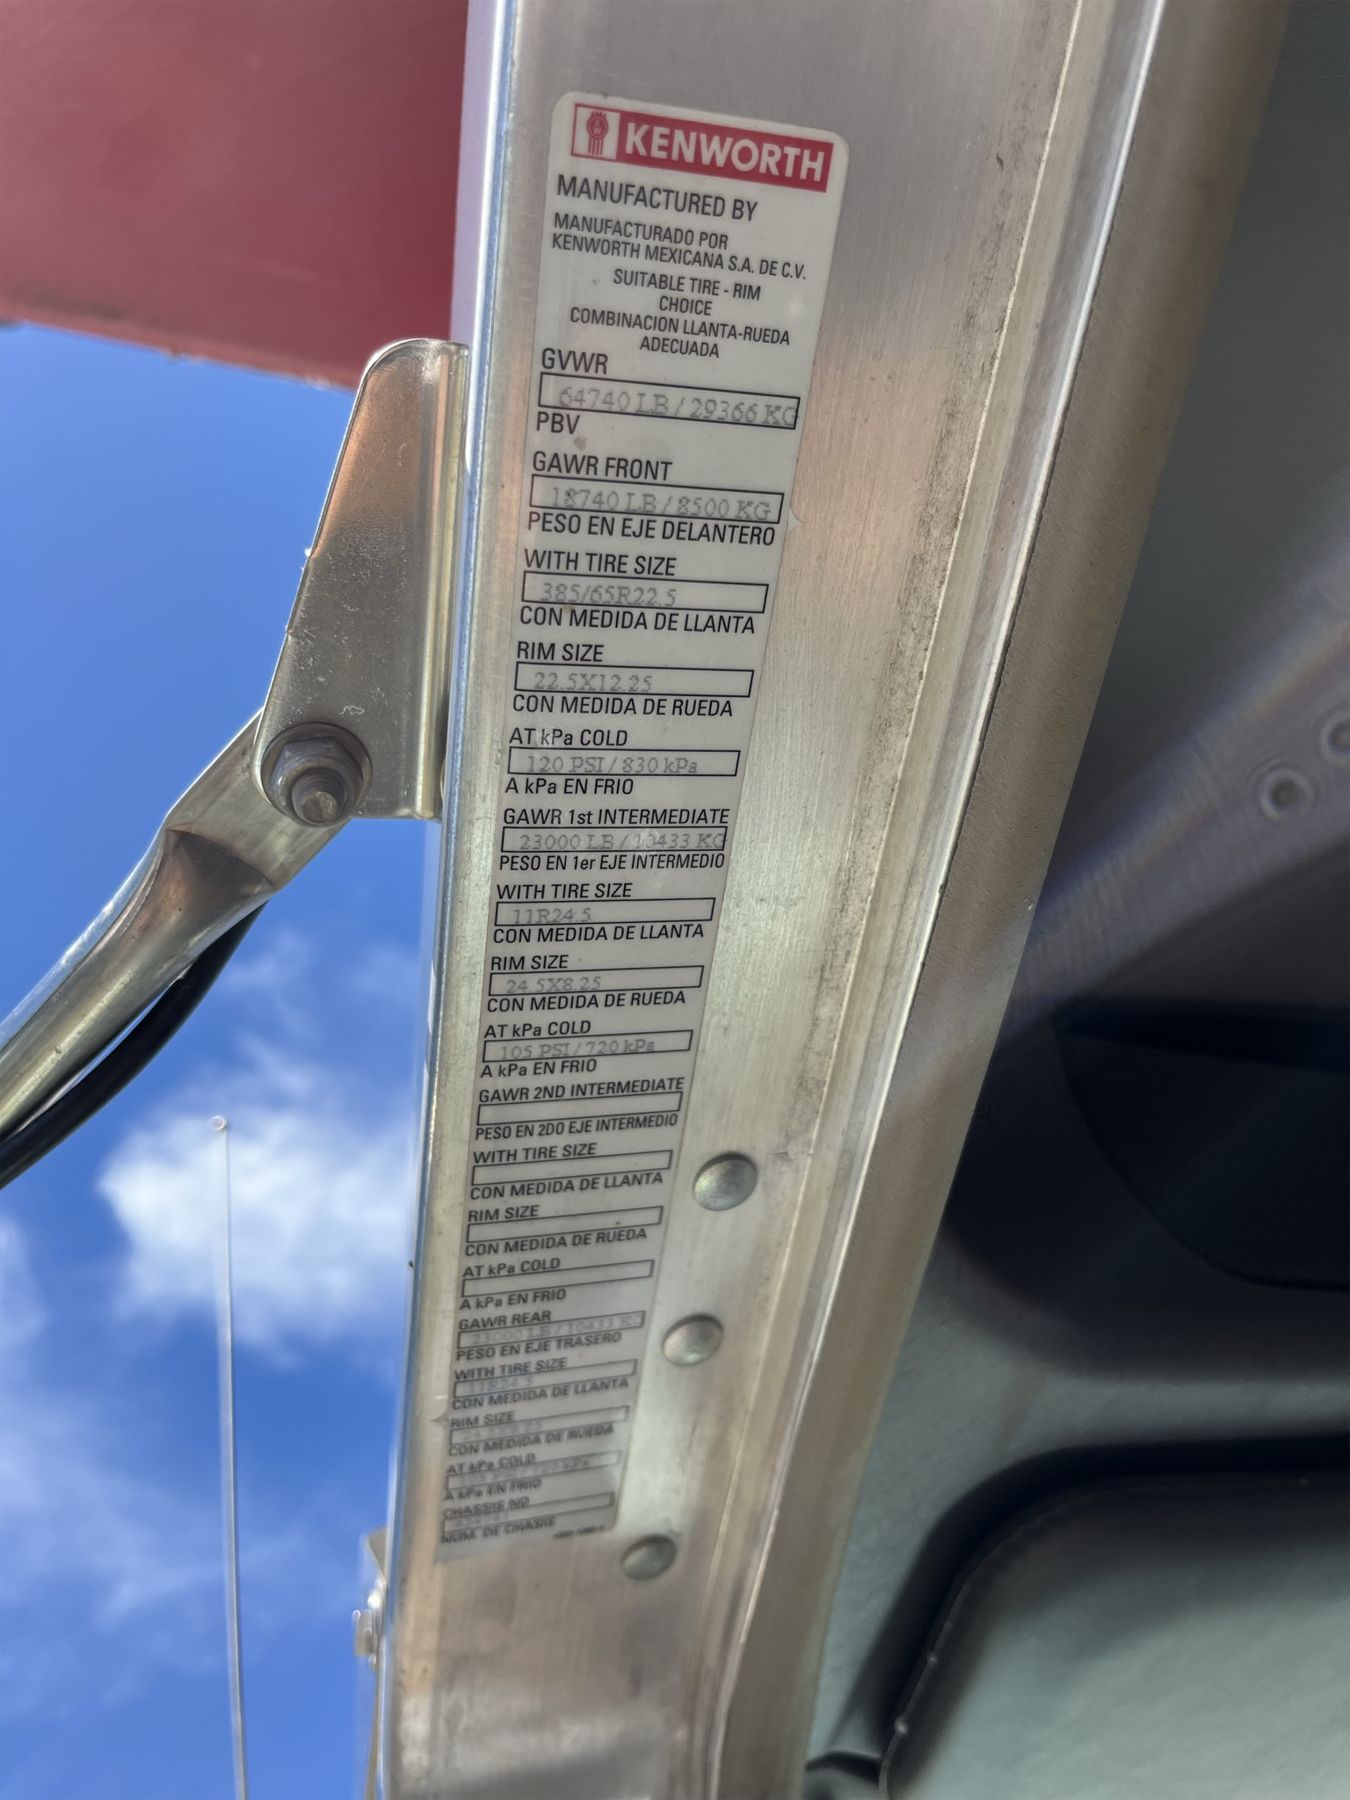 KENWORTH
MANUFACTURED BY
MANUFACTURADO POR
KENWORTH MEXICANA S.A. DE C.V.
SUITABLE TIRE - RIM
CHOICE
COMBINACION LLANTA-RUEDA
ADECUADA
GVWR
64740 LB / 29366 KG
PBV
GAWR FRONT
18740 LB / 8500 KG
PESO EN EJE DELANTERO
WITH TIRE SIZE
385/65R22.5
CON MEDIDA DE LLANTA
RIM SIZE
22.5X12.25
CON MEDIDA DE RUEDA
AT kPa COLD
120 PSI / 830 kPa
A kPa EN FRIO
GAWR 1st INTERMEDIATE
23000 LB / 10433 KG
PESO EN 1er EJE INTERMEDIO
WITH TIRE SIZE
11R24.5
CON MEDIDA DE LLANTA
RIM SIZE
24.5X8.25
CON MEDIDA DE RUEDA
AT kPa COLD
105 PSI / 720 kPa
A kPa EN FRIO
GAWR 2ND INTERMEDIATE
PESO EN 2DO EJE INTERMEDIO
WITH TIRE SIZE
CON MEDIDA DE LLANTA
RIM SIZE
CON MEDIDA DE RUEDA
AT kPa COLD
A kPa EN FRIO
GAWR REAR
23000 LB / 10433 KG
PESO EN EJE TRASERO
WITH TIRE SIZE
11R24.5
CON MEDIDA DE LLANTA
RIM SIZE
CON MEDIDA DE RUEDA
AT kPa COLD
A kPa EN FRIO
CHASSIS NO
NUM. DE CHASIS